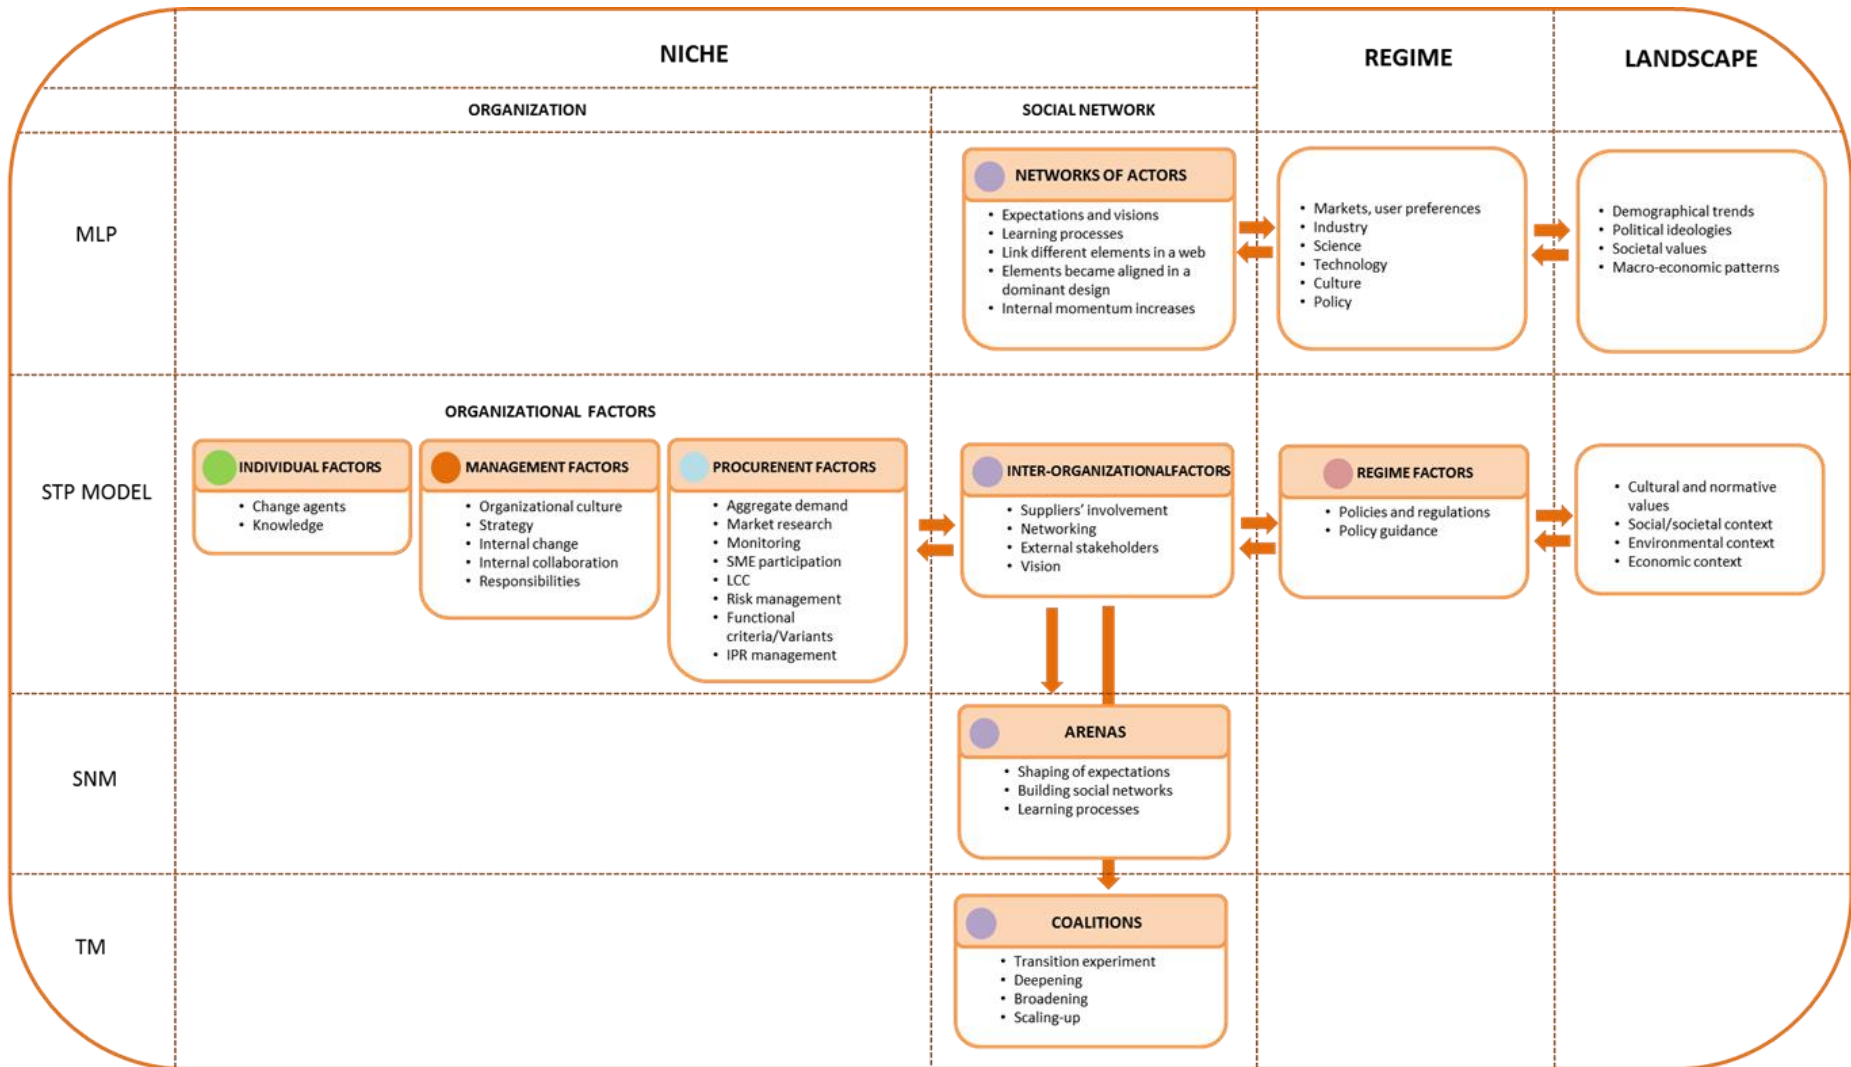 NICHE
REGIME
LANDSCAPE
ORGANIZATION
SOCIAL NETWORK
MLP
NETWORKS OF ACTORS
• Expectations and visions
• Learning processes
• Link different elements in a web
• Elements became aligned in a
dominant design
• Internal momentum increases
• Markets, user preferences
• Industry
• Science
• Technology
• Culture
• Policy
• Demographical trends
• Political ideologies
• Societal values
• Macro-economic patterns
STP MODEL
ORGANIZATIONAL FACTORS
INDIVIDUAL FACTORS
• Change agents
• Knowledge
MANAGEMENT FACTORS
• Organizational culture
• Strategy
• Internal change
• Internal collaboration
• Responsibilities
PROCURENENT FACTORS
• Aggregate demand
• Market research
• Monitoring
• SME participation
• LCC
• Risk management
• Functional
criteria/Variants
• IPR management
INTER-ORGANIZATIONALFACTORS
• Suppliers' involvement
• Networking
• External stakeholders
• Vision
REGIME FACTORS
• Policies and regulations
• Policy guidance
• Cultural and normative
values
• Social/societal context
• Environmental context
• Economic context
SNM
ARENAS
• Shaping of expectations
• Building social networks
• Learning processes
TM
COALITIONS
• Transition experiment
• Deepening
• Broadening
• Scaling-up